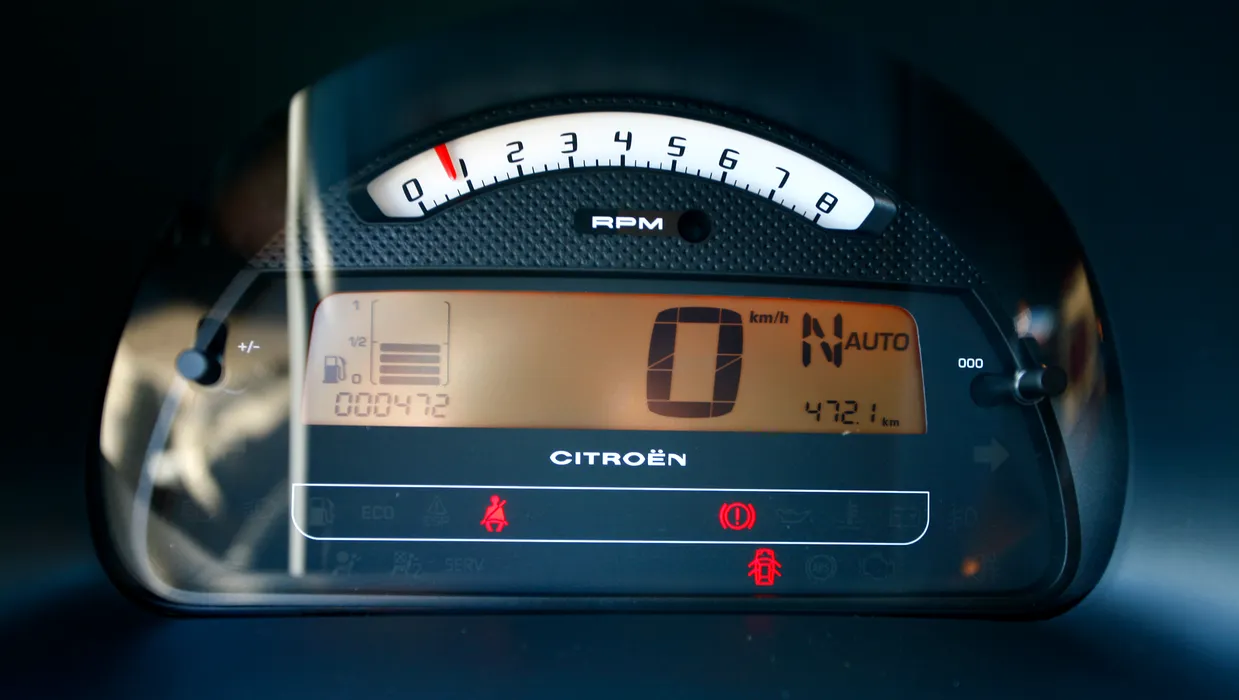 0 1 2 3 4 5 6 7 8
RPM
+/-
000
1
1/2
0
000472
0 km/h
N AUTO
472.1 km
CITROËN
ECO
SERV